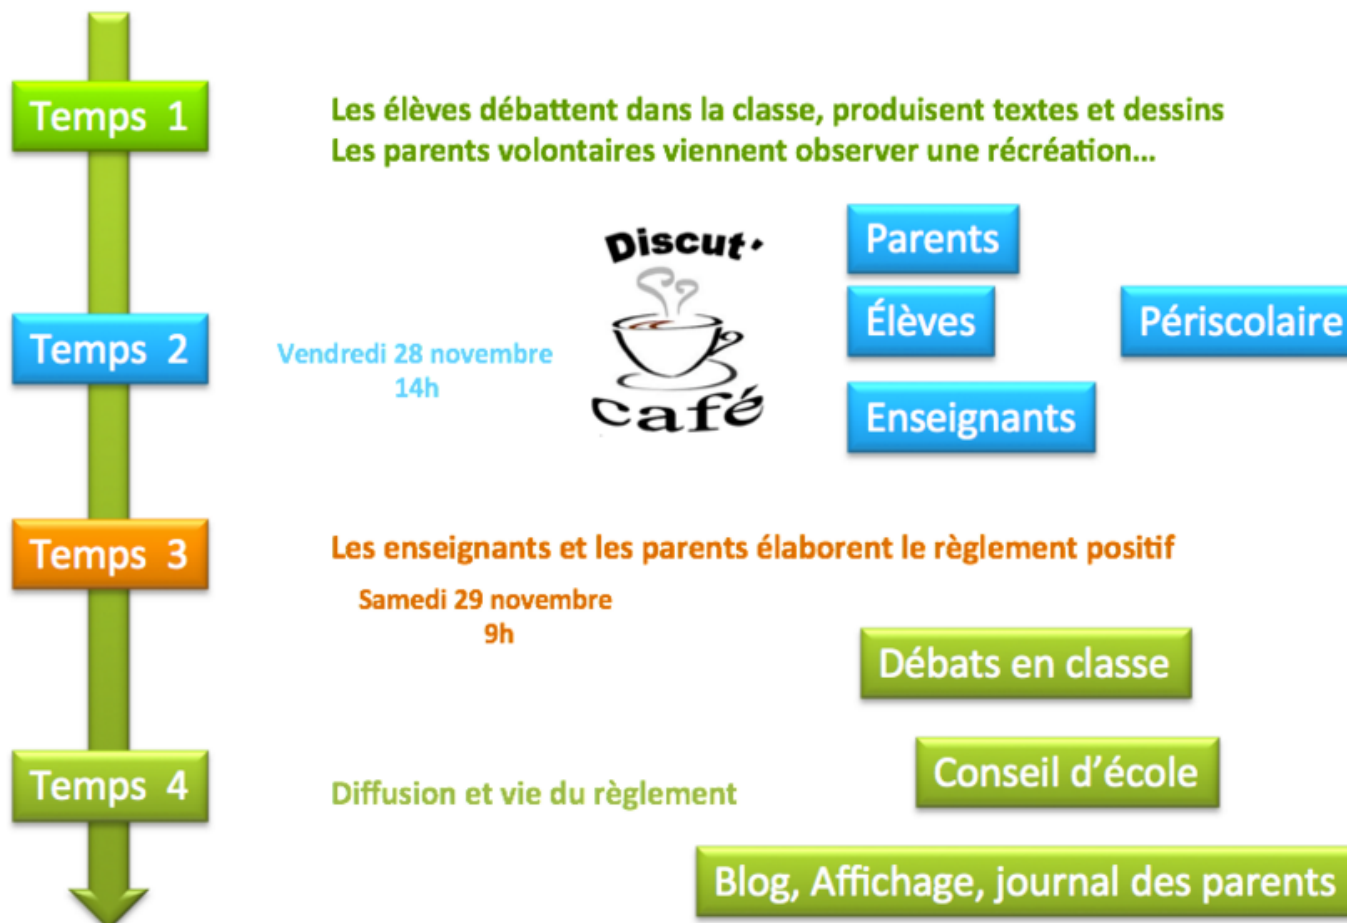 Temps 1
Les élèves débattent dans la classe, produisent textes et dessins
Les parents volontaires viennent observer une récréation...
Temps 2
Vendredi 28 novembre
14h
Discut'
café
Parents
Élèves
Périscolaire
Enseignants
Temps 3
Les enseignants et les parents élaborent le règlement positif
Samedi 29 novembre
9h
Débats en classe
Temps 4
Diffusion et vie du règlement
Conseil d'école
Blog, Affichage, journal des parents